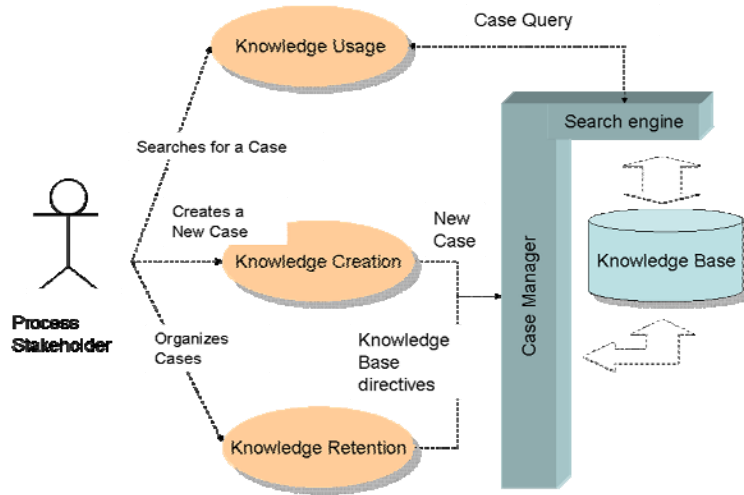 Case Query
Knowledge Usage
Search engine
Searches for a Case
Creates a
New Case
New
Case
Knowledge Creation
Knowledge Base
Case Manager
Process
Stakeholder
Organizes
Cases
Knowledge
Base
directives
Knowledge Retention